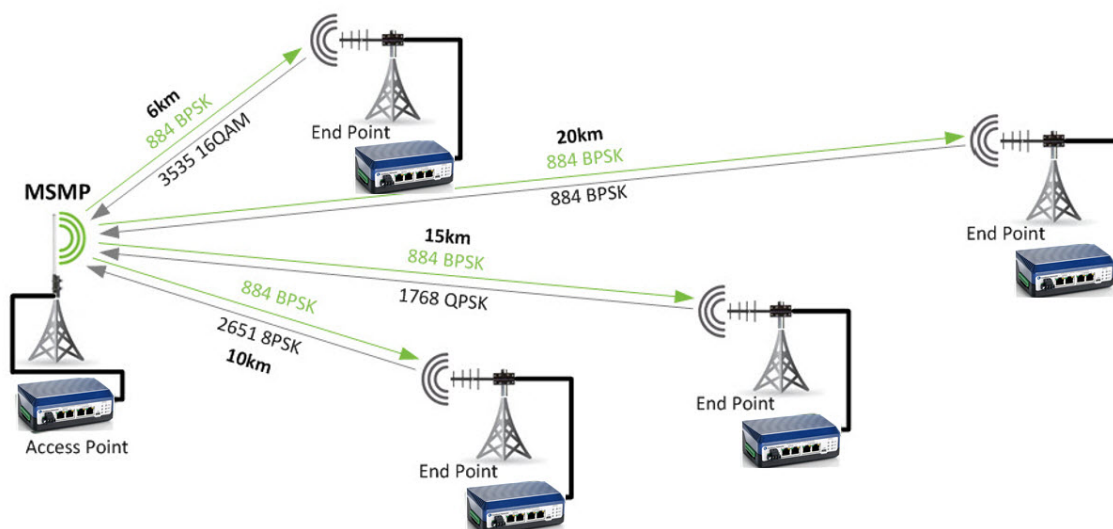 6km
884 BPSK
3535 16QAM
End Point
20km
884 BPSK
884 BPSK
End Point
MSMP
15km
884 BPSK
1768 QPSK
End Point
884 BPSK
2651 8PSK
10km
End Point
Access Point